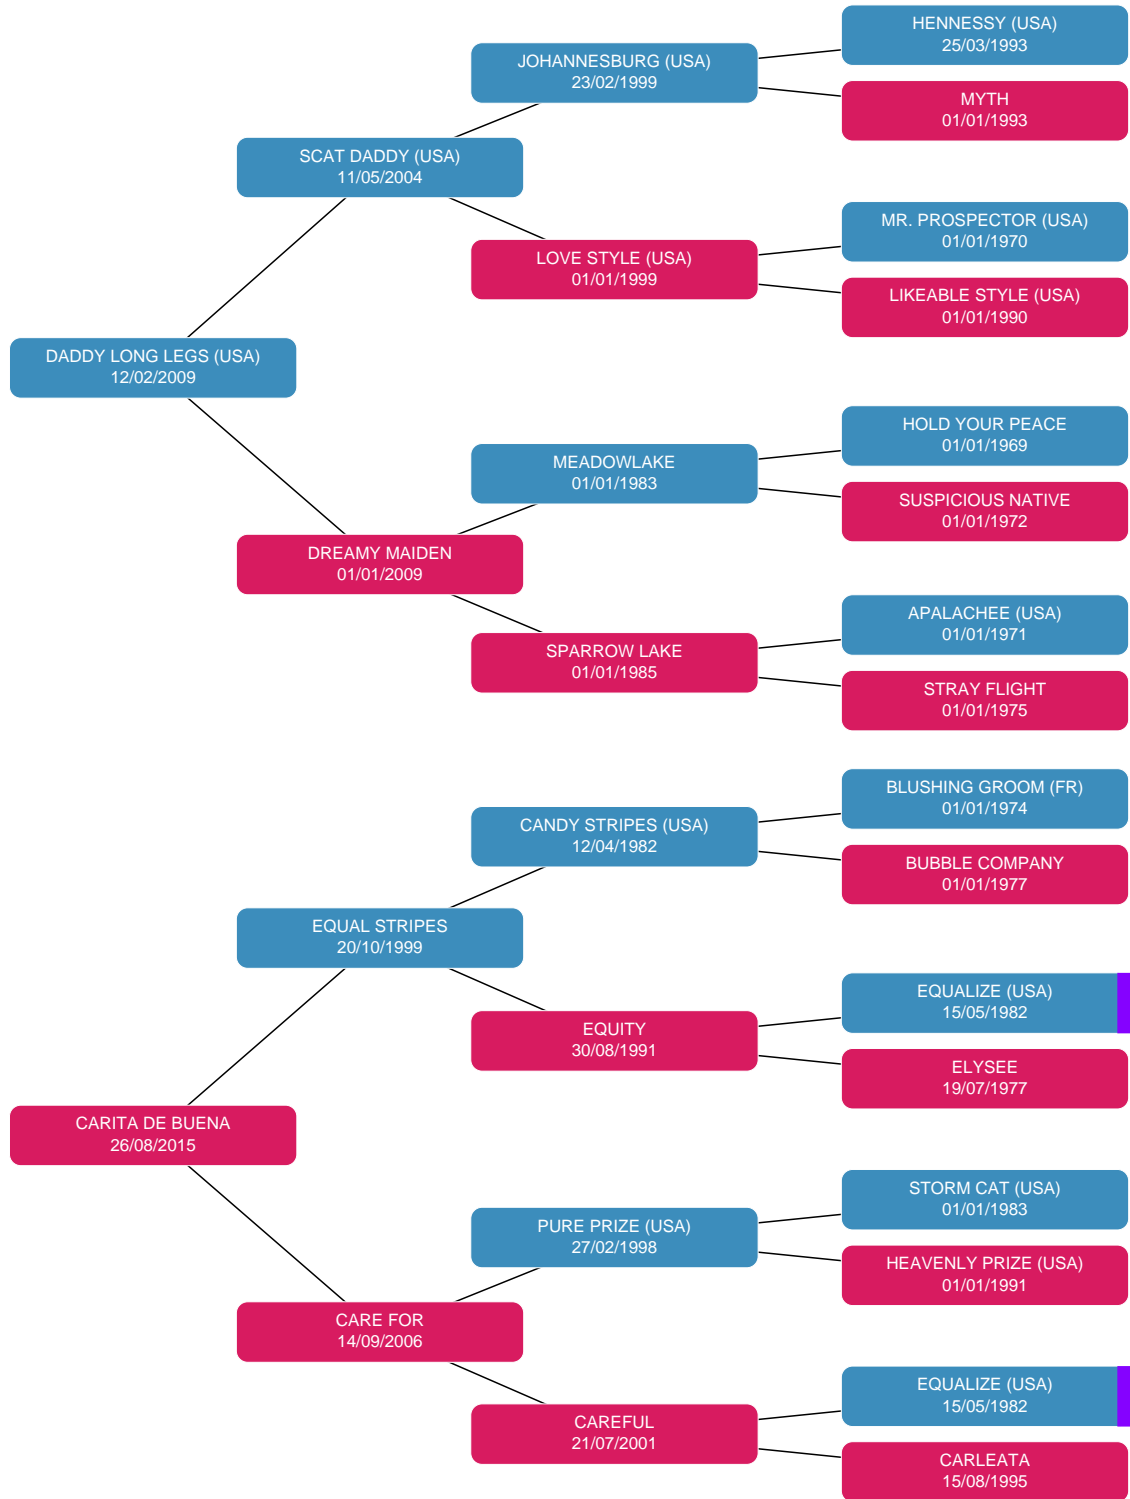 HENNESSY (USA)
25/03/1993
JOHANNESBURG (USA)
23/02/1999
MYTH
01/01/1993
SCAT DADDY (USA)
11/05/2004
MR. PROSPECTOR (USA)
01/01/1970
LOVE STYLE (USA)
01/01/1999
LIKEABLE STYLE (USA)
01/01/1990
DADDY LONG LEGS (USA)
12/02/2009
HOLD YOUR PEACE
01/01/1969
MEADOWLAKE
01/01/1983
SUSPICIOUS NATIVE
01/01/1972
DREAMY MAIDEN
01/01/2009
APALACHEE (USA)
01/01/1971
SPARROW LAKE
01/01/1985
STRAY FLIGHT
01/01/1975
BLUSHING GROOM (FR)
01/01/1974
CANDY STRIPES (USA)
12/04/1982
BUBBLE COMPANY
01/01/1977
EQUAL STRIPES
20/10/1999
EQUALIZE (USA)
15/05/1982
EQUITY
30/08/1991
ELYSEE
19/07/1977
CARITA DE BUENA
26/08/2015
STORM CAT (USA)
01/01/1983
PURE PRIZE (USA)
27/02/1998
HEAVENLY PRIZE (USA)
01/01/1991
CARE FOR
14/09/2006
EQUALIZE (USA)
15/05/1982
CAREFUL
21/07/2001
CARLEATA
15/08/1995